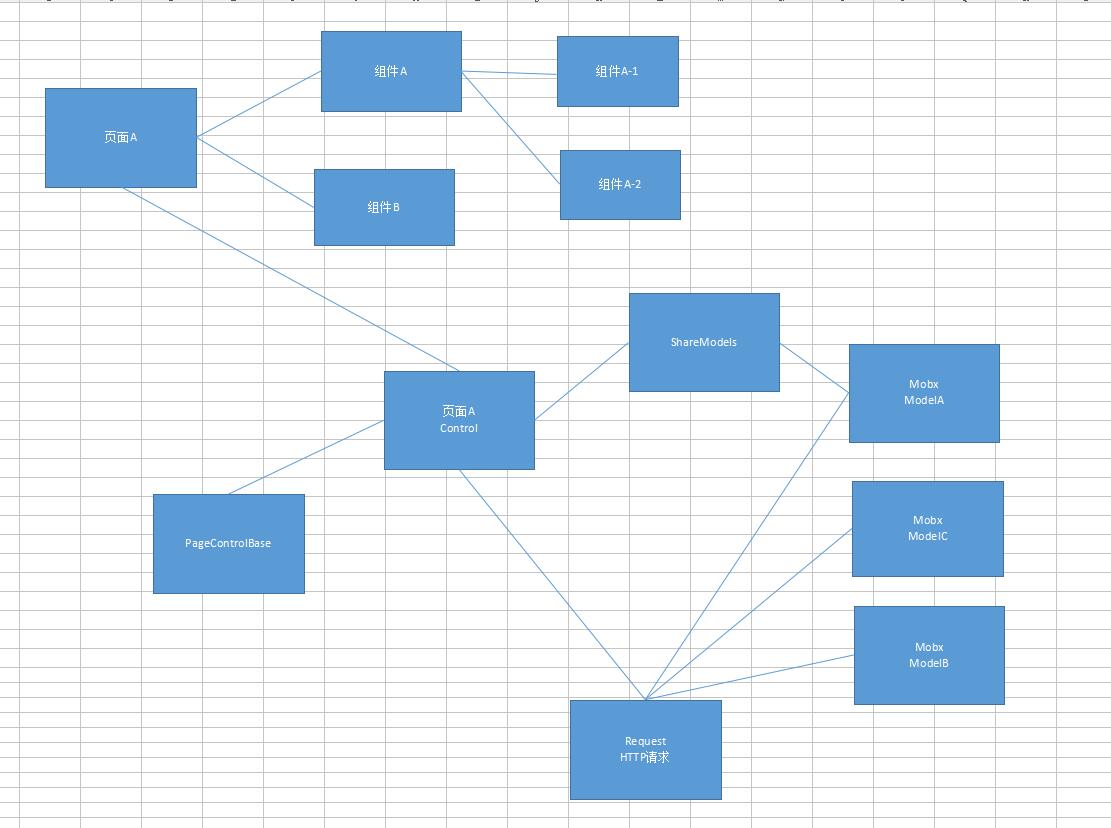 组件A
组件A-1
页面A
组件A-2
组件B
ShareModels
Mobx
ModelA
页面A
Control
Mobx
ModelC
PageControlBase
Mobx
ModelB
Request
HTTP请求